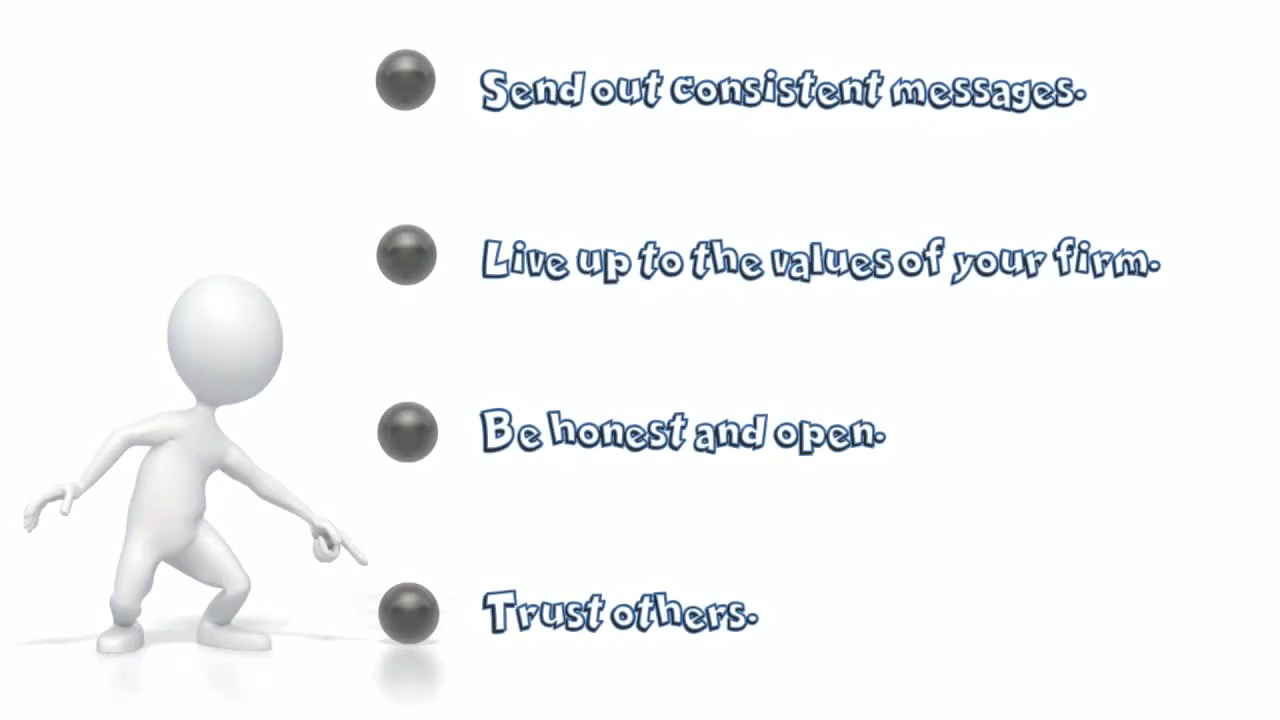 Send out consistent messages.
Live up to the values of your firm.
Be honest and open.
Trust others.